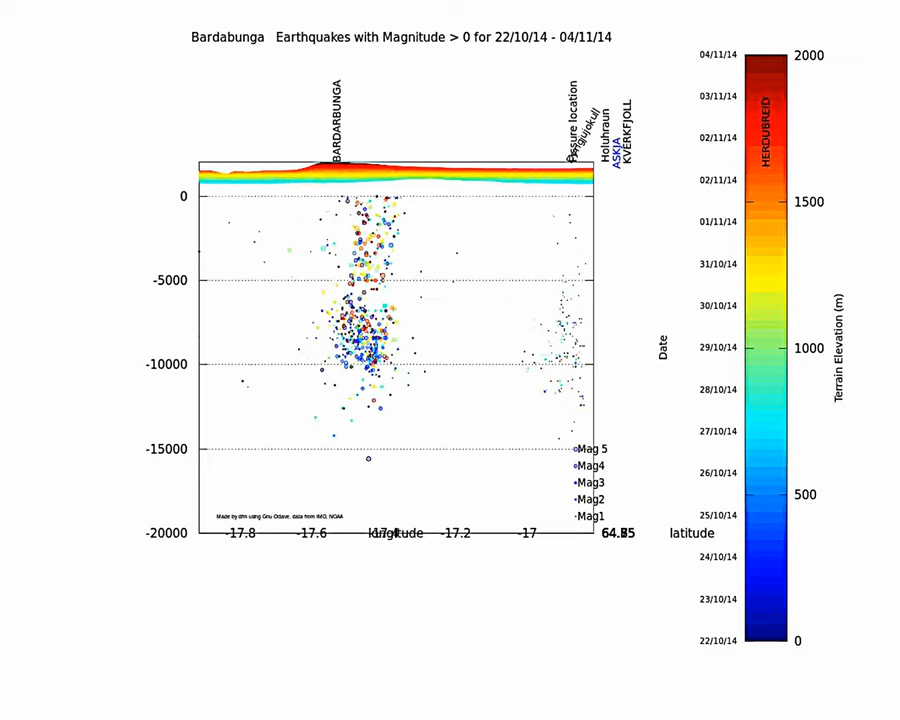 Bardabunga Earthquakes with Magnitude > 0 for 22/10/14 - 04/11/14
BARDARBUNGA
Holuhraun
ASKJA
KVERKFJOLL
HERDUBREID
0
-5000
-10000
-15000
-20000
-17.8
-17.6
-17.4
-17.2
-17
longitude
latitude
Mag 5
Mag4
Mag3
Mag2
Mag1
Made by dfm using Gnu Octave, data from IMO, NOAA
Date
04/11/14
03/11/14
02/11/14
02/11/14
01/11/14
31/10/14
30/10/14
29/10/14
28/10/14
27/10/14
26/10/14
25/10/14
24/10/14
23/10/14
22/10/14
2000
1500
1000
500
0
Terrain Elevation (m)